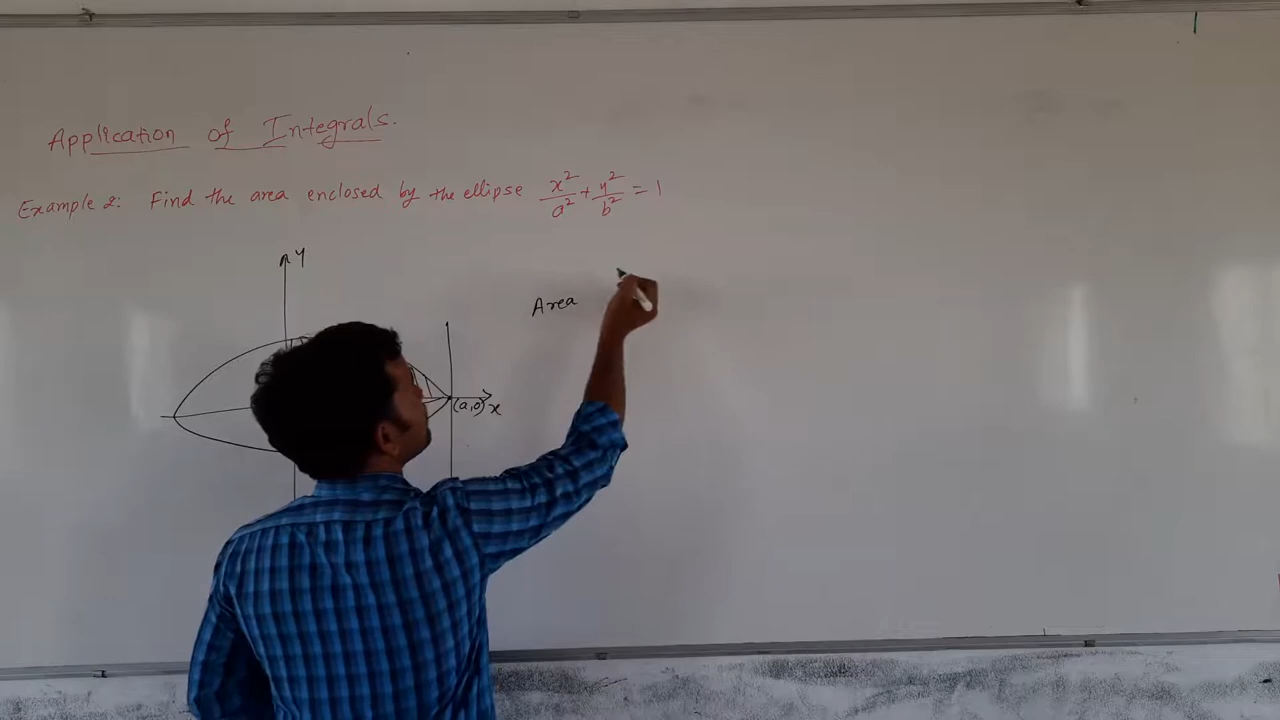 Application of Integrals.
Example 2: Find the area enclosed by the ellipse x²/a² + y²/b² = 1
Y
Area
(a,0) x